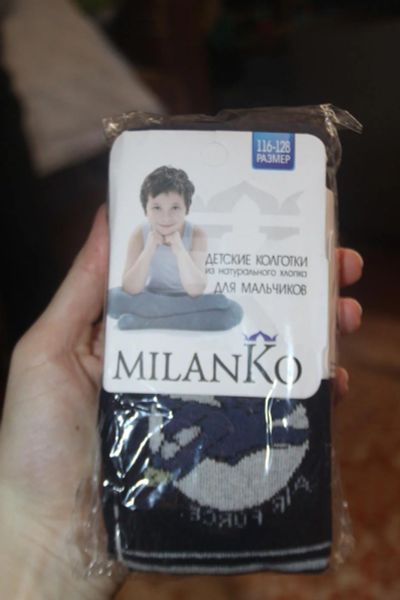 116-128
РАЗМЕР
ДЕТСКИЕ КОЛГОТКИ
из натурального хлопка
ДЛЯ МАЛЬЧИКОВ
MILANKO
AIR FORCE